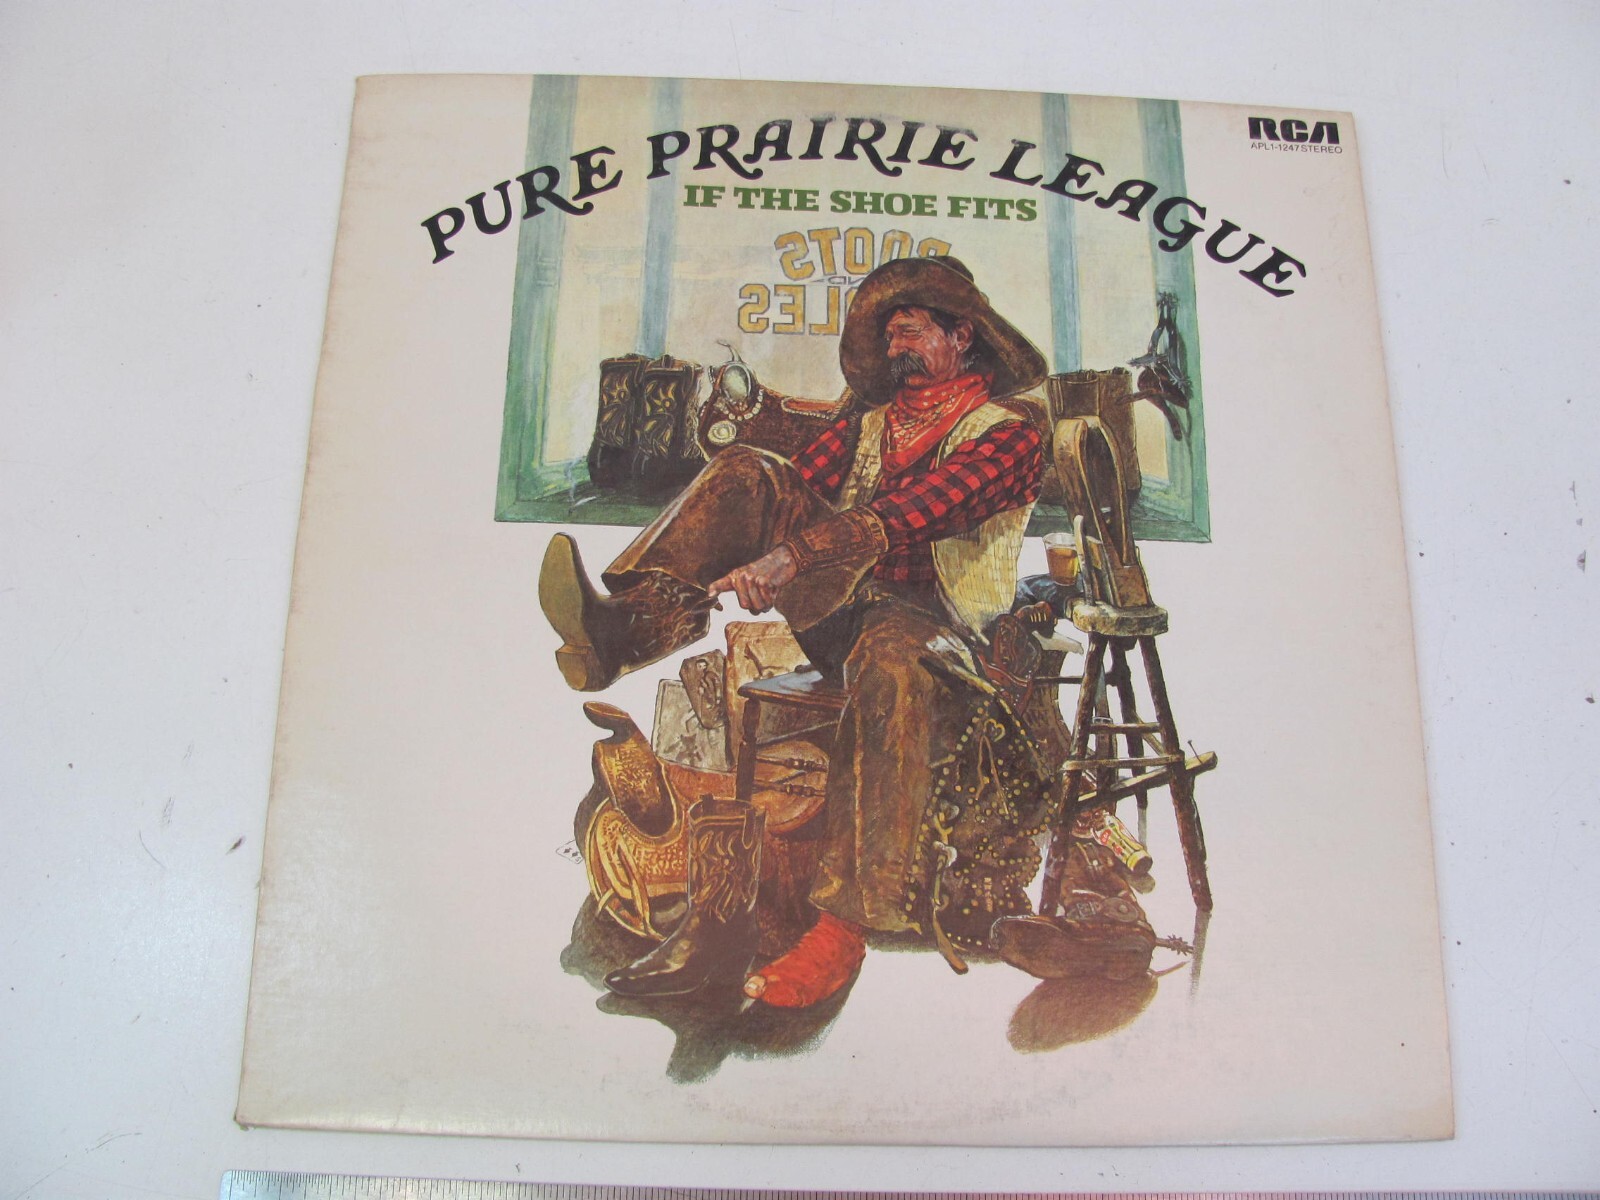 PURE PRAIRIE LEAGUE
IF THE SHOE FITS
RCA
APL1-1247 STEREO